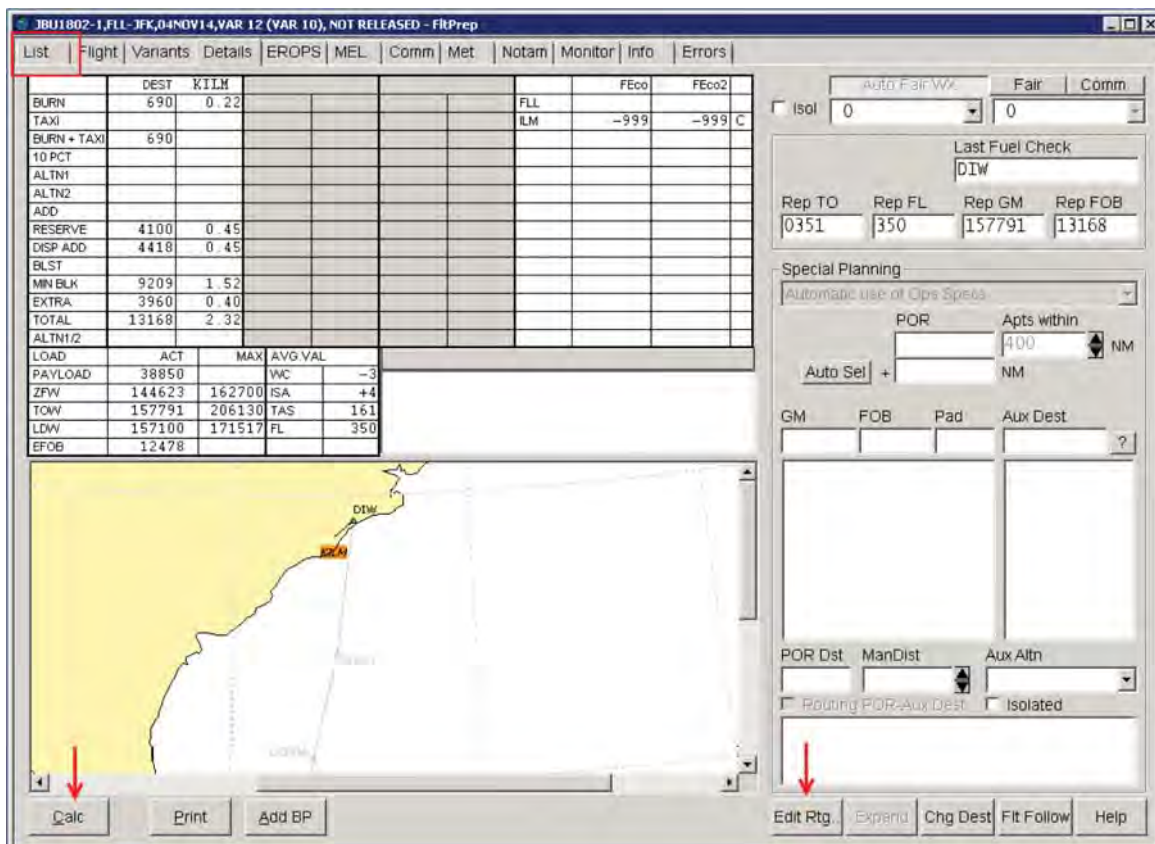 JBU1802-1,FLL-JFK,04NOV14,VAR 12 (VAR 10), NOT RELEASED - FltPrep
List Flight Variants Details EROPS MEL Comm Met Notam Monitor Info Errors
DEST KILM FEco FEco2
BURN 690 0.22 FLL
TAXI ILM -999 -999 C
BURN + TAXI 690
10 PCT
ALTN1
ALTN2
ADD
RESERVE 4100 0.45
DISP ADD 4418 0.45
BLST
MIN BLK 9209 1.52
EXTRA 3960 0.40
TOTAL 13168 2.32
ALTN1/2
LOAD ACT MAX AVG.VAL
PAYLOAD 38850 WC -3
ZFW 144623 162700 ISA +4
TOW 157791 206130 TAS 161
LDW 157100 171517 FL 350
EFOB 12478
DIW
KILM
Auto Fair WX Fair Comm
Isol 0 0
Last Fuel Check
DIW
Rep TO Rep FL Rep GM Rep FOB
0351 350 157791 13168
Special Planning
Automatic use of Ops Specs
POR Apts within
400 NM
Auto Sel + NM
GM FOB Pad Aux Dest
?
POR Dst ManDist Aux Altn
Routing POR-Aux Dest Isolated
Calc Print Add BP Edit Rtg.. Expand Chg Dest Flt Follow Help